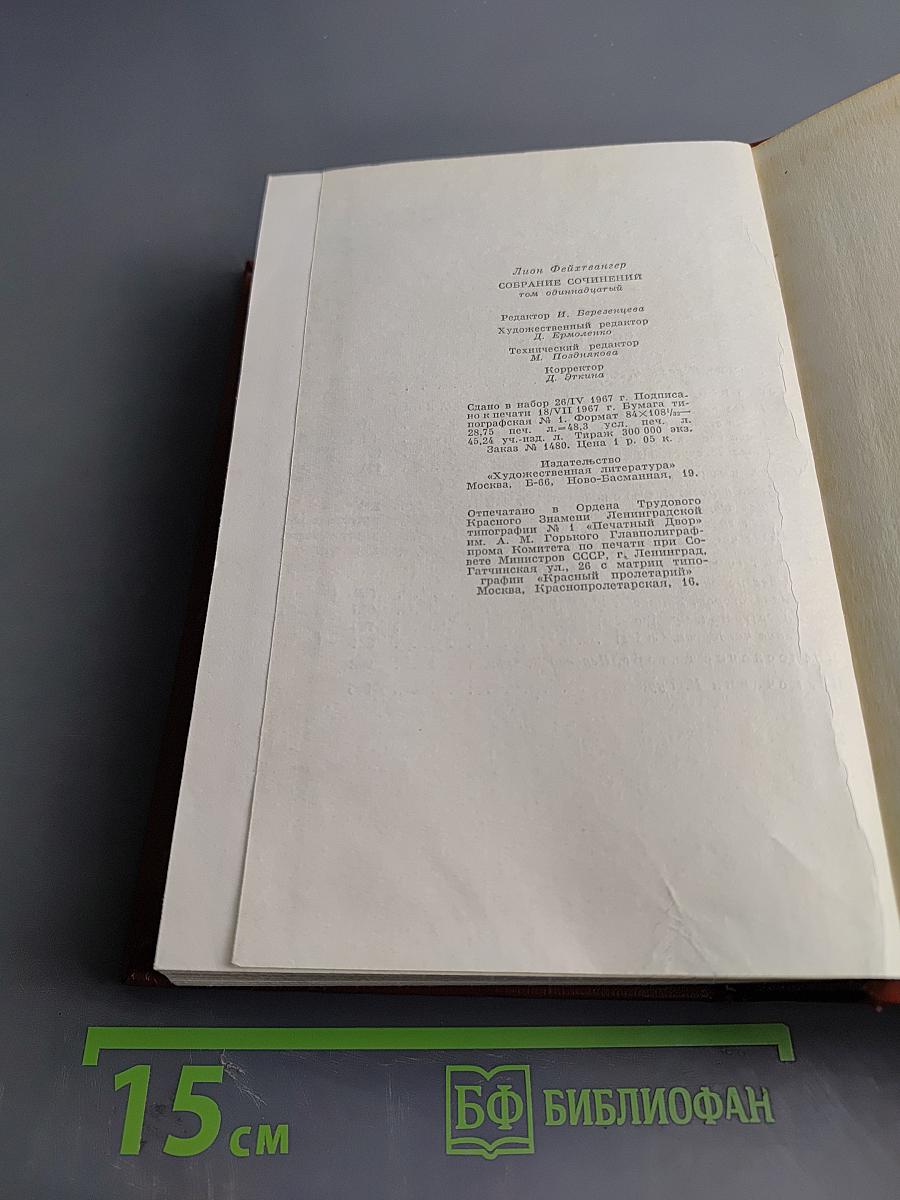 Лион Фейхтвангер
СОБРАНИЕ СОЧИНЕНИЙ
том одиннадцатый
Редактор И. Березенцева
Художественный редактор
Д. Ермоленко
Технический редактор
М. Позднякова
Корректор
Д. Эткина
Сдано в набор 26/IV 1967 г. Подписа-
но к печати 18/VII 1967 г. Бумага ти-
пографская № 1. Формат 84×108¹/₃₂—
28,75 печ. л.=48,3 усл. печ. л.
45,24 уч.-изд. л. Тираж 300 000 экз.
Заказ № 1480. Цена 1 р. 05 к.
Издательство
«Художественная литература»
Москва, Б-66, Ново-Басманная, 19.
Отпечатано в Ордена Трудового
Красного Знамени Ленинградской
типографии № 1 «Печатный Двор»
им. А. М. Горького Главполиграф-
прома Комитета по печати при Со-
вете Министров СССР, г. Ленинград,
Гатчинская ул., 26 с матриц типо-
графии «Красный пролетарий»
Москва, Краснопролетарская, 16.
15 см
БФ БИБЛИОФАН